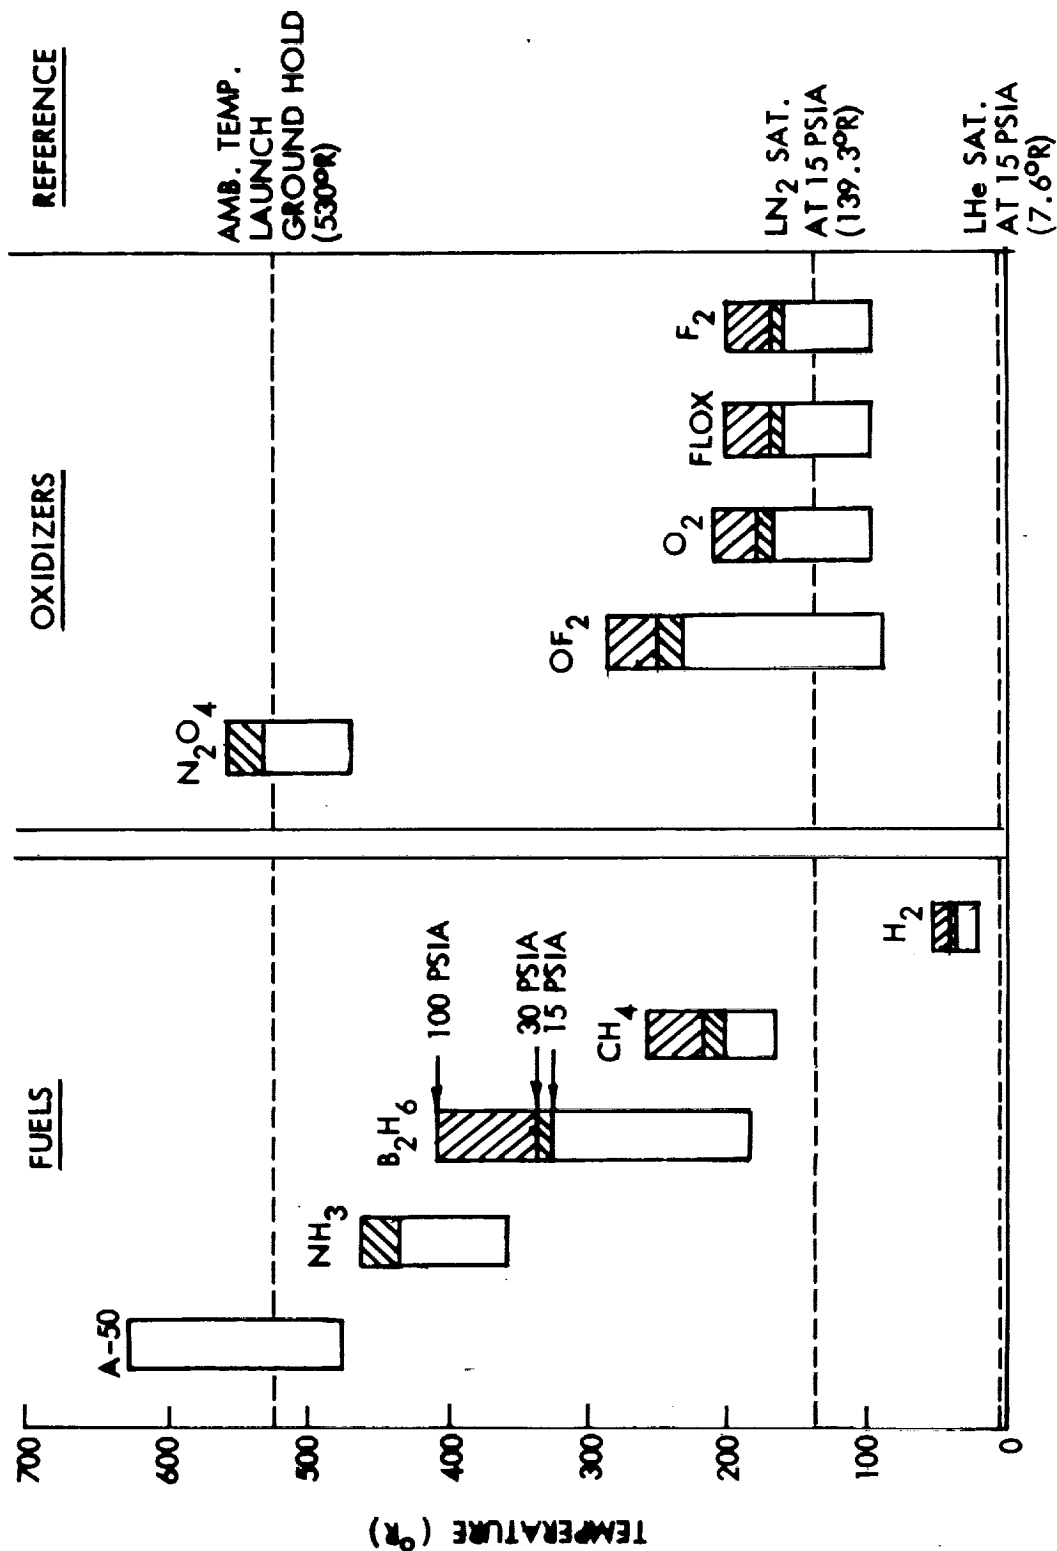 FUELS
OXIDIZERS
REFERENCE
TEMPERATURE (°R)
700
600
500
400
300
200
100
0
A-50
NH3
B2H6
100 PSIA
30 PSIA
15 PSIA
CH4
H2
N2O4
OF2
O2
FLOX
F2
AMB. TEMP.
LAUNCH
GROUND HOLD
(530°R)
LN2 SAT.
AT 15 PSIA
(139.3°R)
LHe SAT.
AT 15 PSIA
(7.6°R)